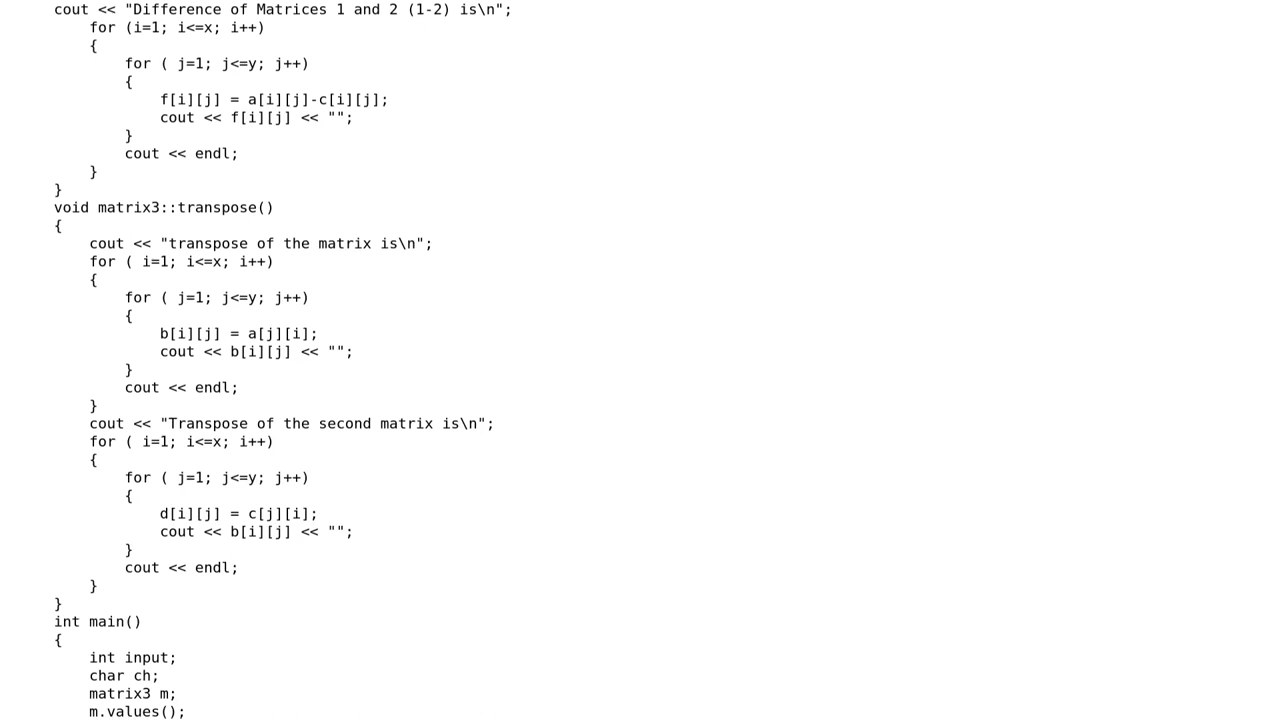 cout << "Difference of Matrices 1 and 2 (1-2) is\n";
    for (i=1; i<=x; i++)
    {
        for ( j=1; j<=y; j++)
        {
            f[i][j] = a[i][j]-c[i][j];
            cout << f[i][j] << "";
        }
        cout << endl;
    }
}
void matrix3::transpose()
{
    cout << "transpose of the matrix is\n";
    for ( i=1; i<=x; i++)
    {
        for ( j=1; j<=y; j++)
        {
            b[i][j] = a[j][i];
            cout << b[i][j] << "";
        }
        cout << endl;
    }
    cout << "Transpose of the second matrix is\n";
    for ( i=1; i<=x; i++)
    {
        for ( j=1; j<=y; j++)
        {
            d[i][j] = c[j][i];
            cout << b[i][j] << "";
        }
        cout << endl;
    }
}
int main()
{
    int input;
    char ch;
    matrix3 m;
    m.values();